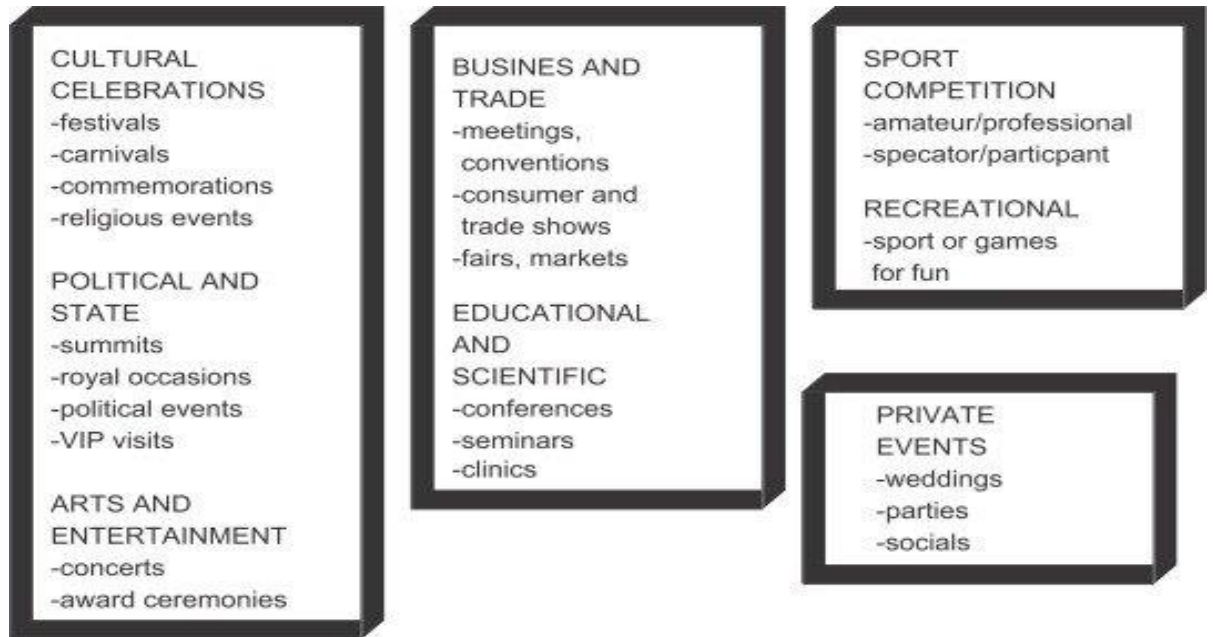 CULTURAL
CELEBRATIONS
-festivals
-carnivals
-commemorations
-religious events
POLITICAL AND
STATE
-summits
-royal occasions
-political events
-VIP visits
ARTS AND
ENTERTAINMENT
-concerts
-award ceremonies
BUSINES AND
TRADE
-meetings,
conventions
-consumer and
trade shows
-fairs, markets
EDUCATIONAL
AND
SCIENTIFIC
-conferences
-seminars
-clinics
SPORT
COMPETITION
-amateur/professional
-specator/particpant
RECREATIONAL
-sport or games
for fun
PRIVATE
EVENTS
-weddings
-parties
-socials